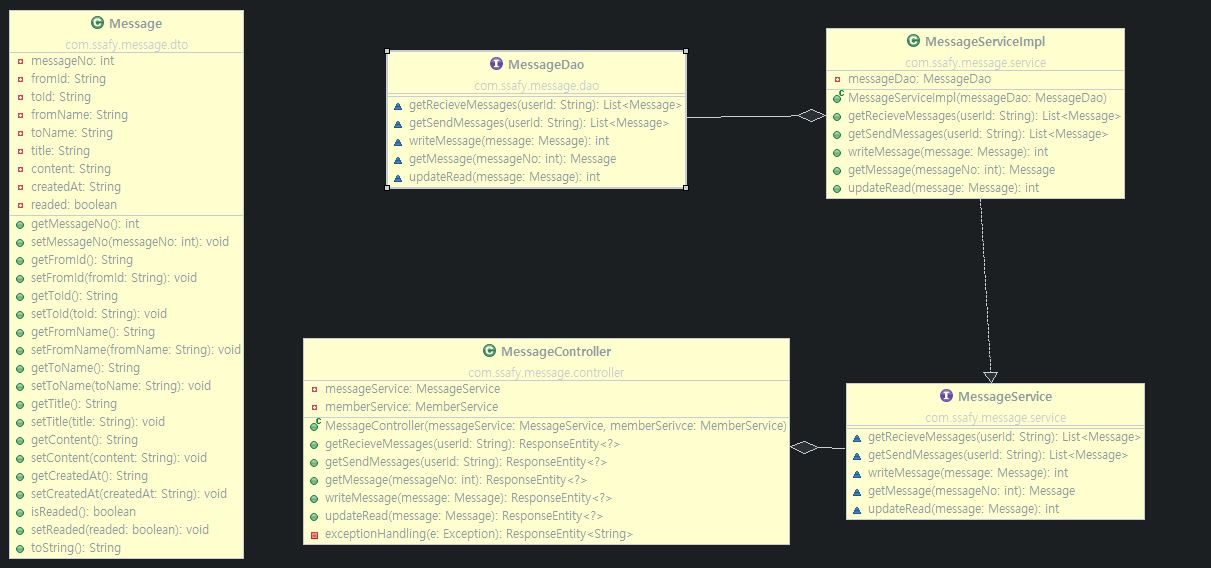 Message
com.ssafy.message.dto
messageNo: int
fromId: String
toId: String
fromName: String
toName: String
title: String
content: String
createdAt: String
readed: boolean
getMessageNo(): int
setMessageNo(messageNo: int): void
getFromId(): String
setFromId(fromId: String): void
getToId(): String
setToId(toId: String): void
getFromName(): String
setFromName(fromName: String): void
getToName(): String
setToName(toName: String): void
getTitle(): String
setTitle(title: String): void
getContent(): String
setContent(content: String): void
getCreatedAt(): String
setCreatedAt(createdAt: String): void
isReaded(): boolean
setReaded(readed: boolean): void
toString(): String
MessageDao
com.ssafy.message.dao
getRecieveMessages(userId: String): List<Message>
getSendMessages(userId: String): List<Message>
writeMessage(message: Message): int
getMessage(messageNo: int): Message
updateRead(message: Message): int
MessageServiceImpl
com.ssafy.message.service
messageDao: MessageDao
MessageServiceImpl(messageDao: MessageDao)
getRecieveMessages(userId: String): List<Message>
getSendMessages(userId: String): List<Message>
writeMessage(message: Message): int
getMessage(messageNo: int): Message
updateRead(message: Message): int
MessageController
com.ssafy.message.controller
messageService: MessageService
memberService: MemberService
MessageController(messageService: MessageService, memberSerivce: MemberService)
getRecieveMessages(userId: String): ResponseEntity<?>
getSendMessages(userId: String): ResponseEntity<?>
getMessage(messageNo: int): ResponseEntity<?>
writeMessage(message: Message): ResponseEntity<?>
updateRead(message: Message): ResponseEntity<?>
exceptionHandling(e: Exception): ResponseEntity<String>
MessageService
com.ssafy.message.service
getRecieveMessages(userId: String): List<Message>
getSendMessages(userId: String): List<Message>
writeMessage(message: Message): int
getMessage(messageNo: int): Message
updateRead(message: Message): int